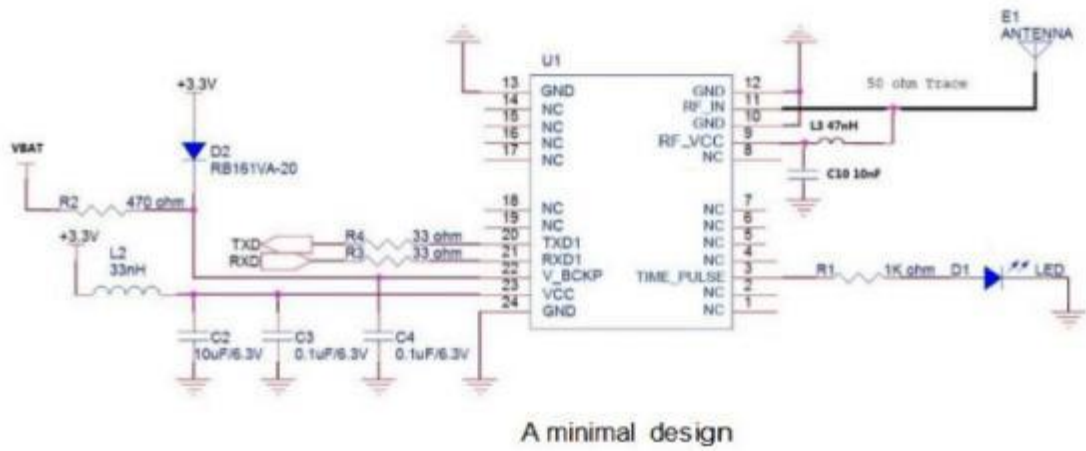 E1
ANTENNA
U1
+3.3V
D2
RB161VA-20
VBAT
R2 470 ohm
+3.3V
L2
33nH
TXD R4 33 ohm
RXD R3 33 ohm
C2
10uF/6.3V
C3
0.1uF/6.3V
C4
0.1uF/6.3V
13 GND
14 NC
15 NC
16 NC
17 NC
18 NC
19 NC
20 TXD1
21 RXD1
22 V_BCKP
23 VCC
24 GND
GND 12
RF_IN 11
GND 10
RF_VCC 9
NC 8
NC 7
NC 6
NC 5
NC 4
TIME_PULSE 3
NC 2
NC 1
50 ohm Trace
L3 47nH
C10 10nF
R1 1K ohm D1 LED
A minimal design